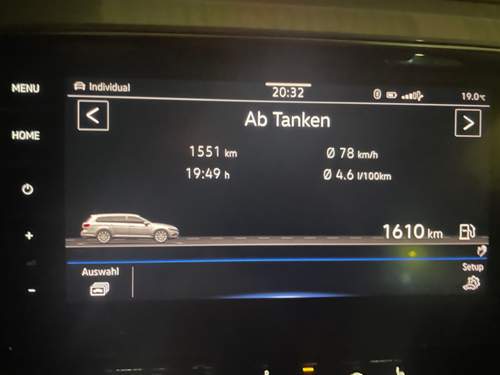 MENU
Individual
20:32
19.0°C
HOME
<
Ab Tanken
>
1551 km
Ø 78 km/h
19:49 h
Ø 4.6 l/100km
+
1610 km
-
Auswahl
Setup